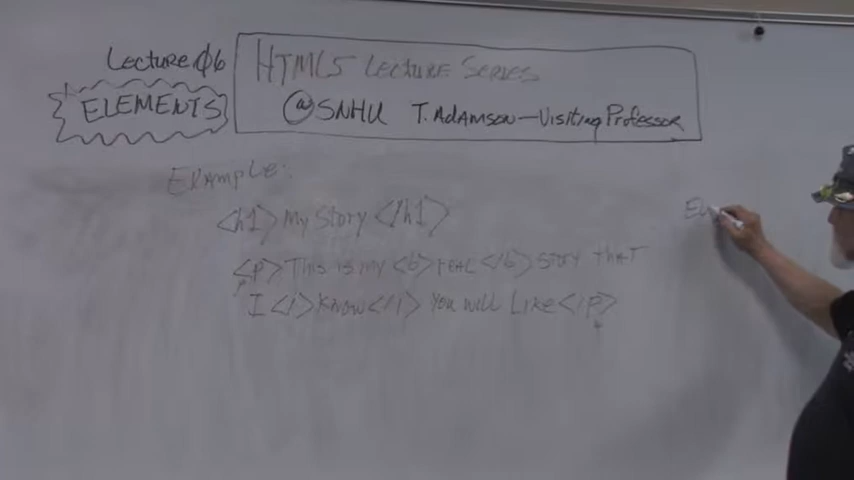 Lecture 06
ELEMENTS
HTML5 Lecture Series
@SNHU T. Adamson - Visiting Professor
Example:
<h1> My Story </h1>
<p> This is my <b> real </b> story that
I </i> Know </i> You will Like </p>